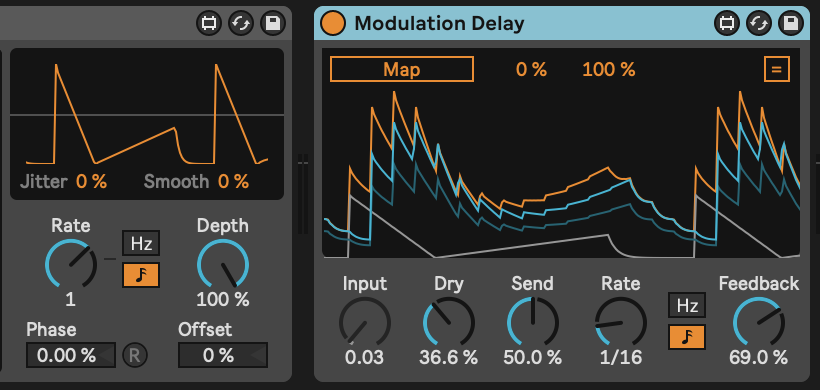 Modulation Delay
Map 0 % 100 % =
Jitter 0 % Smooth 0 %
Rate Hz Depth
1 100 %
Phase Offset
0.00 % R 0 %
Input Dry Send Rate Hz Feedback
0.03 36.6 % 50.0 % 1/16 69.0 %